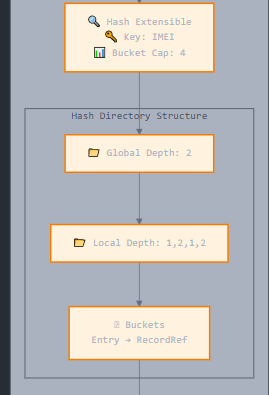 🔍 Hash Extensible
🔑 Key: IMEI
📊 Bucket Cap: 4
Hash Directory Structure
📁 Global Depth: 2
📁 Local Depth: 1,2,1,2
Buckets
Entry → RecordRef